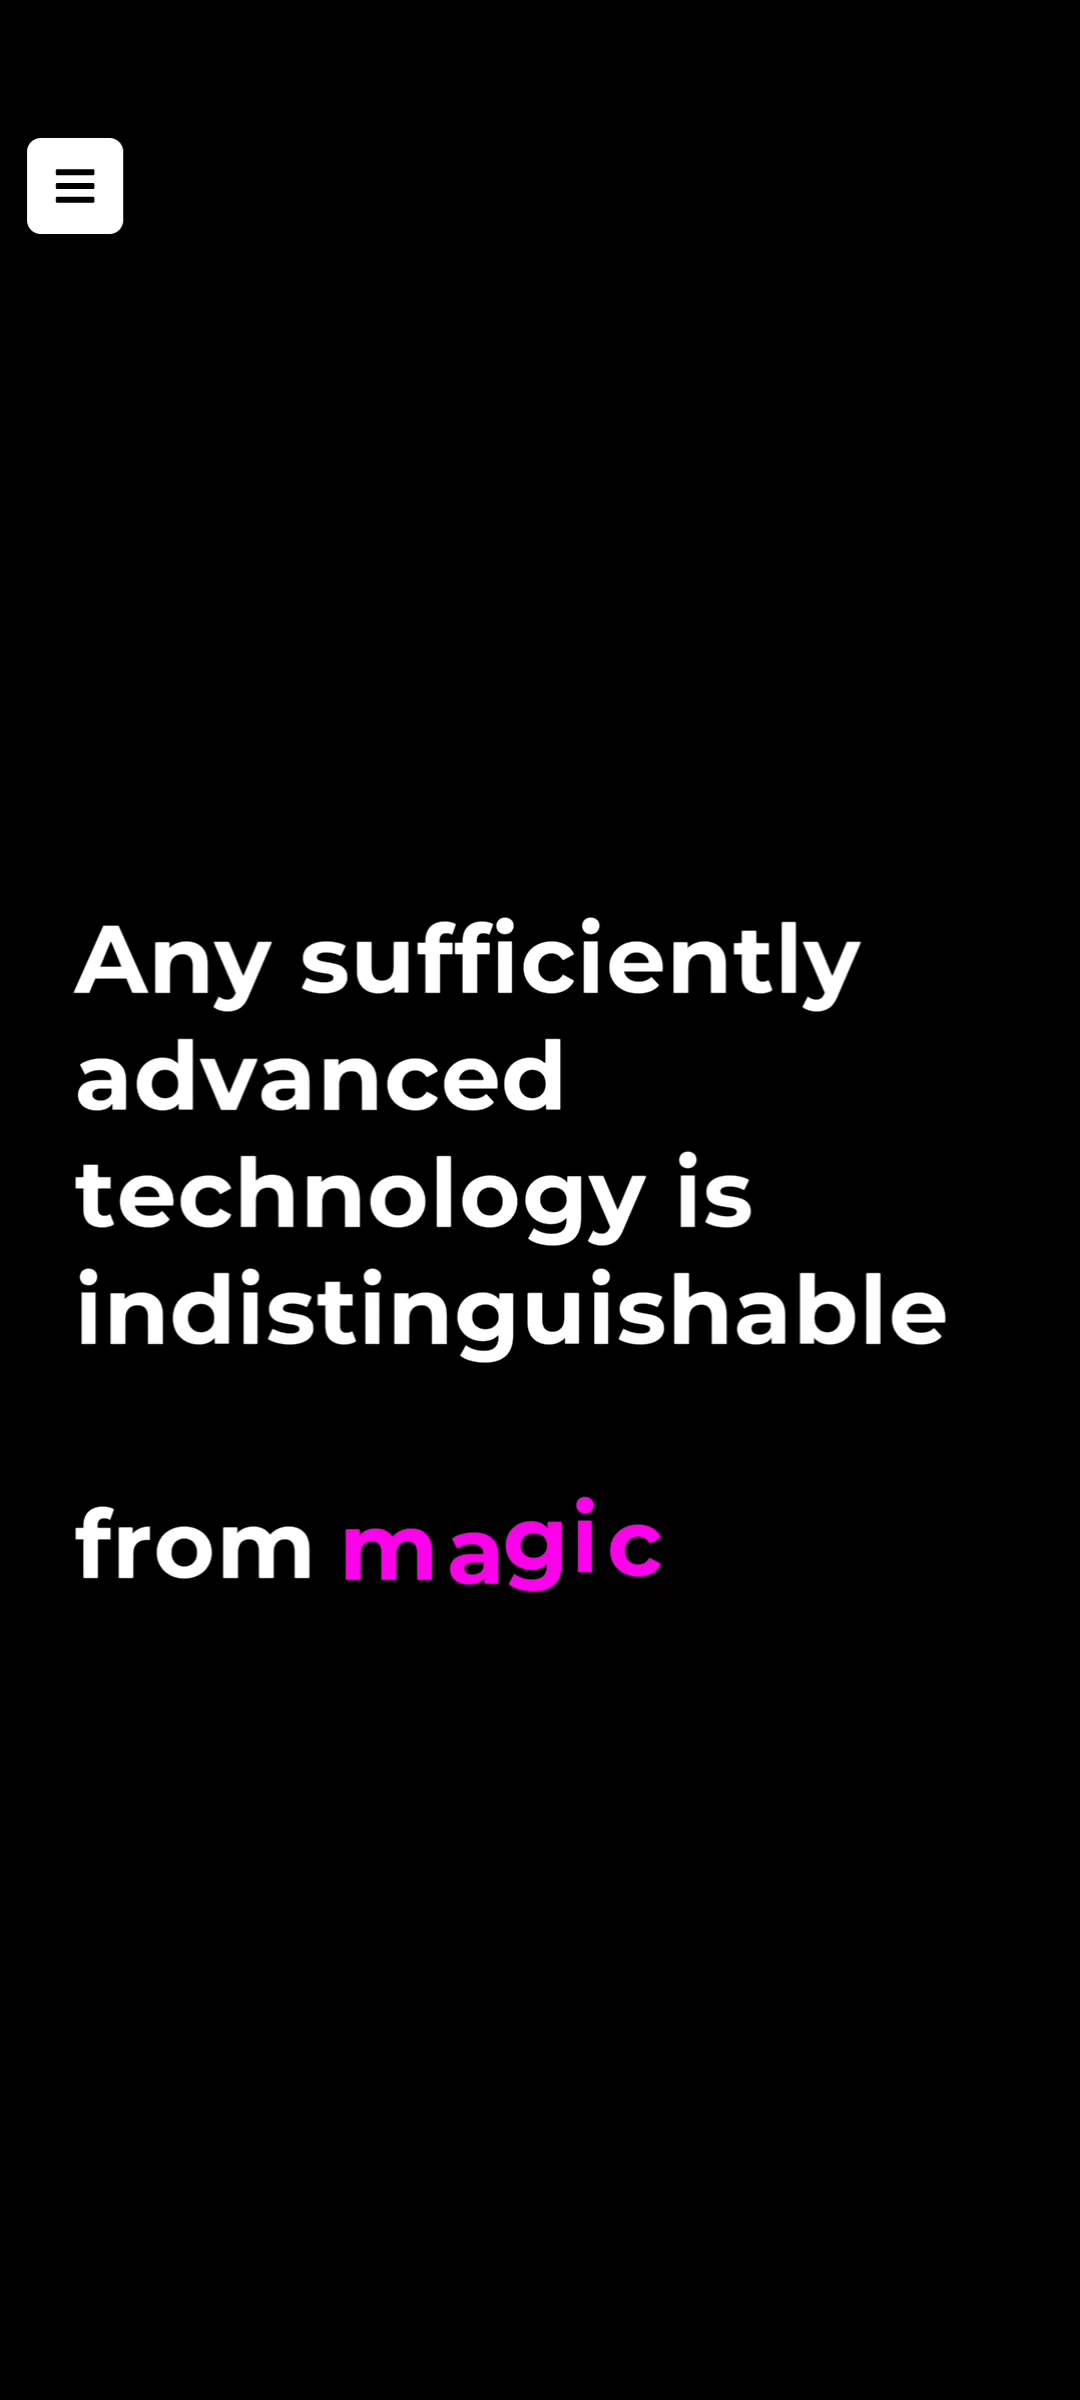 Any sufficiently
advanced
technology is
indistinguishable
from magic